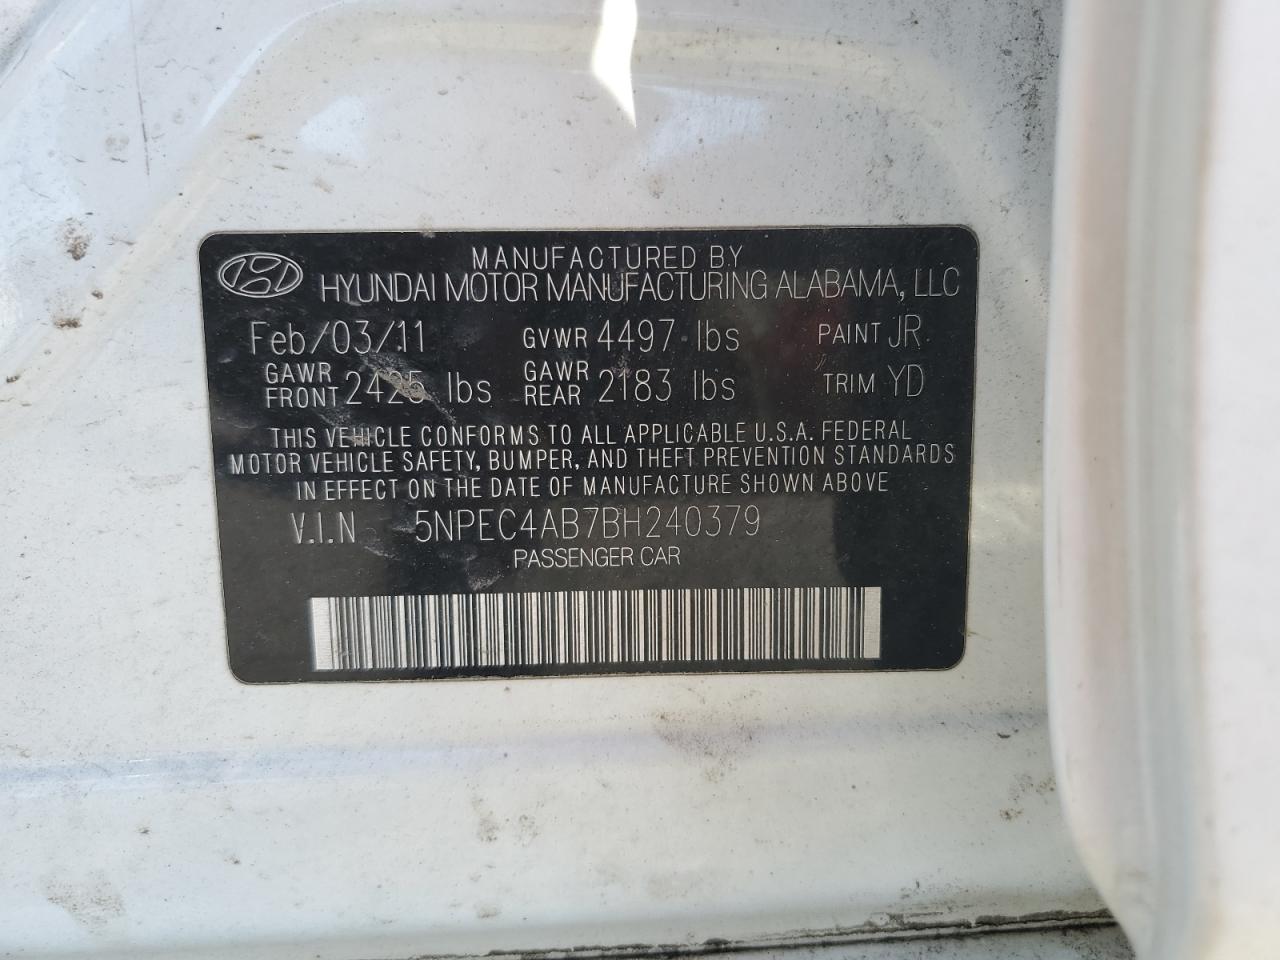 MANUFACTURED BY
HYUNDAI MOTOR MANUFACTURING ALABAMA, LLC
Feb/03/11 GVWR 4497 lbs PAINT JR
GAWR FRONT 2425 lbs GAWR REAR 2183 lbs TRIM YD
THIS VEHICLE CONFORMS TO ALL APPLICABLE U.S.A. FEDERAL
MOTOR VEHICLE SAFETY, BUMPER, AND THEFT PREVENTION STANDARDS
IN EFFECT ON THE DATE OF MANUFACTURE SHOWN ABOVE
V.I.N 5NPEC4AB7BH240379
PASSENGER CAR